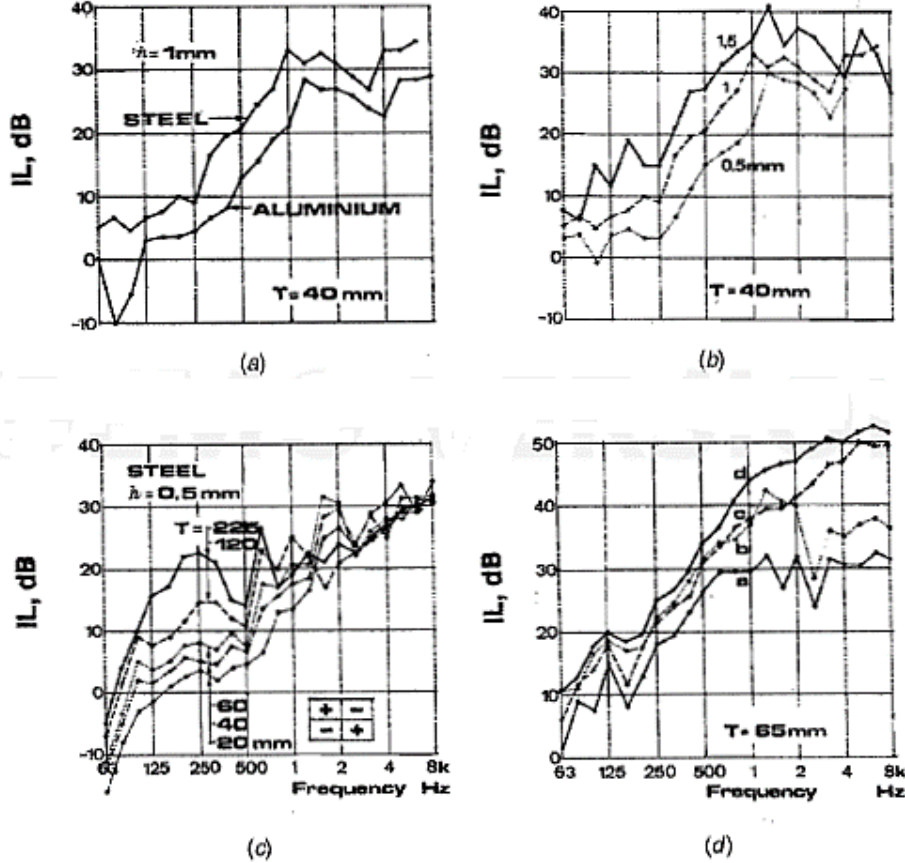 40
h = 1mm
30
STEEL
20
IL, dB
10
ALUMINIUM
0
T = 40 mm
-10
(a)
40
1,5
30
1
20
0.5mm
IL, dB
10
0
T = 40 mm
-10
(b)
40
STEEL
h = 0,5 mm
30
T = 225
120
20
IL, dB
10
0
60
40
20 mm
+ -
- +
-10
63 125 250 500 1 2 4 8k
Frequency Hz
(c)
50
d
40
c
b
30
a
IL, dB
20
10
T = 65mm
0
63 125 250 500 1 2 4 8k
Frequency Hz
(d)